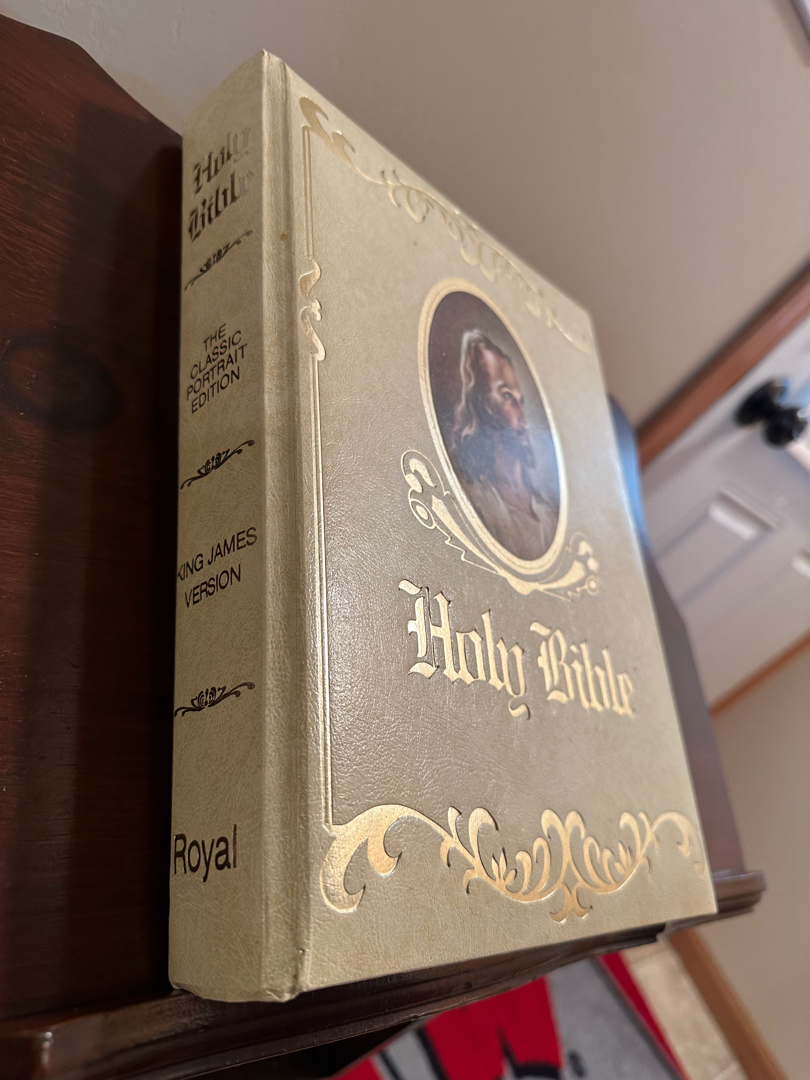 Holy
Bible
THE
CLASSIC
PORTRAIT
EDITION
KING JAMES
VERSION
Royal
Holy Bible